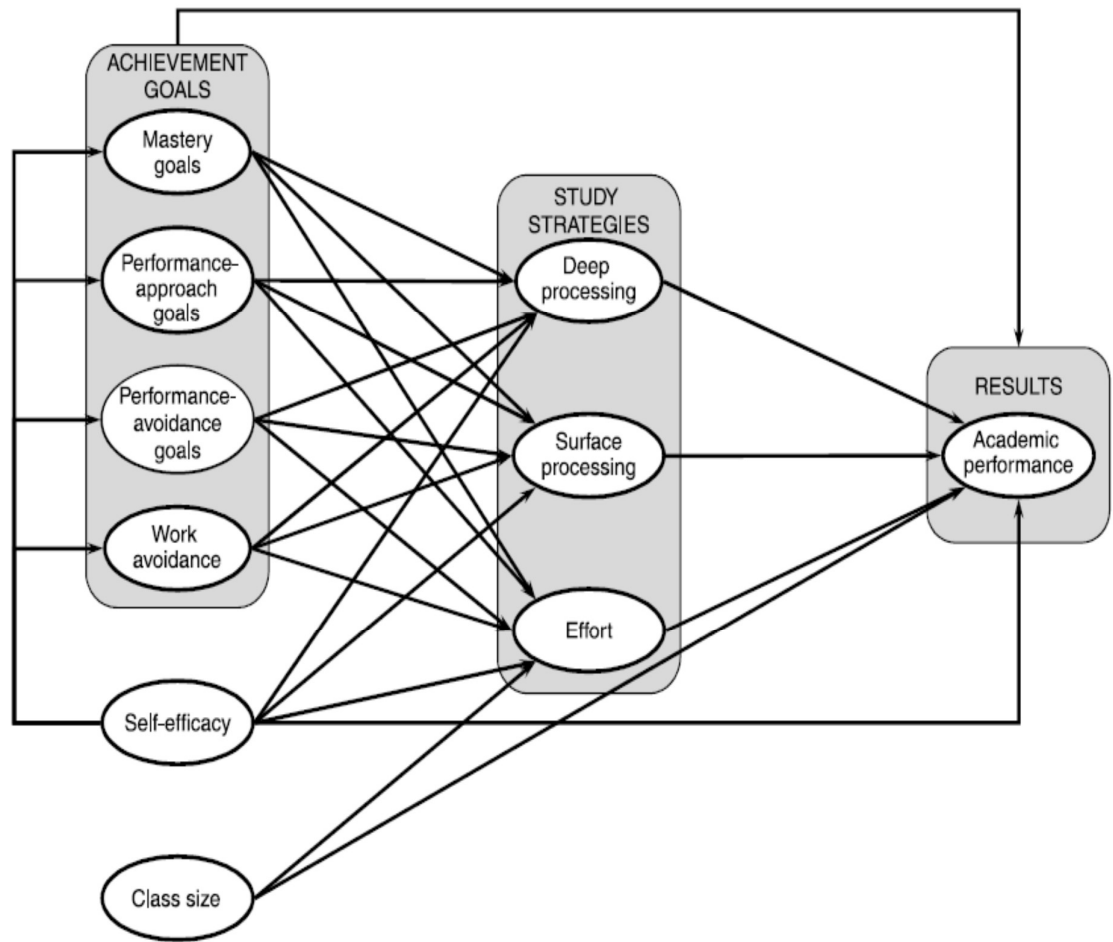 ACHIEVEMENT
GOALS
Mastery
goals
Performance-
approach
goals
Performance-
avoidance
goals
Work
avoidance
Self-efficacy
Class size
STUDY
STRATEGIES
Deep
processing
Surface
processing
Effort
RESULTS
Academic
performance